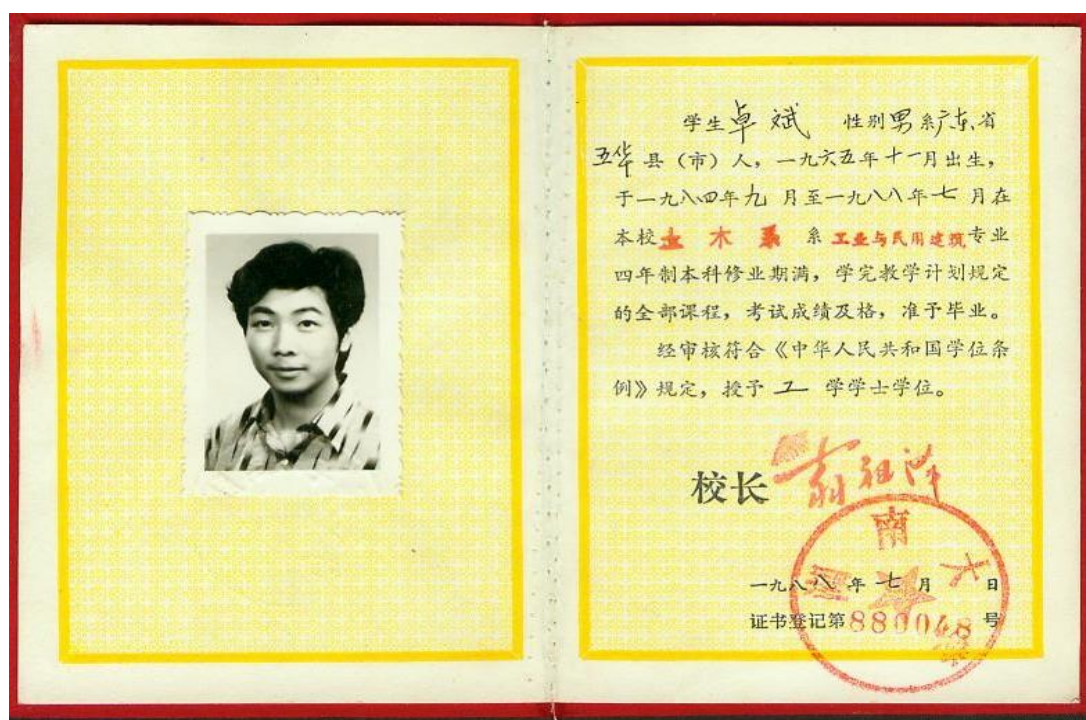 学生卓斌 性别男系广东省
五华县（市）人，一九六五年十一月出生，
于一九八四年九月至一九八八年七月在
本校土木系系工业与民用建筑专业
四年制本科修业期满，学完教学计划规定
的全部课程，考试成绩及格，准予毕业。
经审核符合《中华人民共和国学位条
例》规定，授予工学学士学位。
校长
南 大
一九八八年七月 日
证书登记第880048号